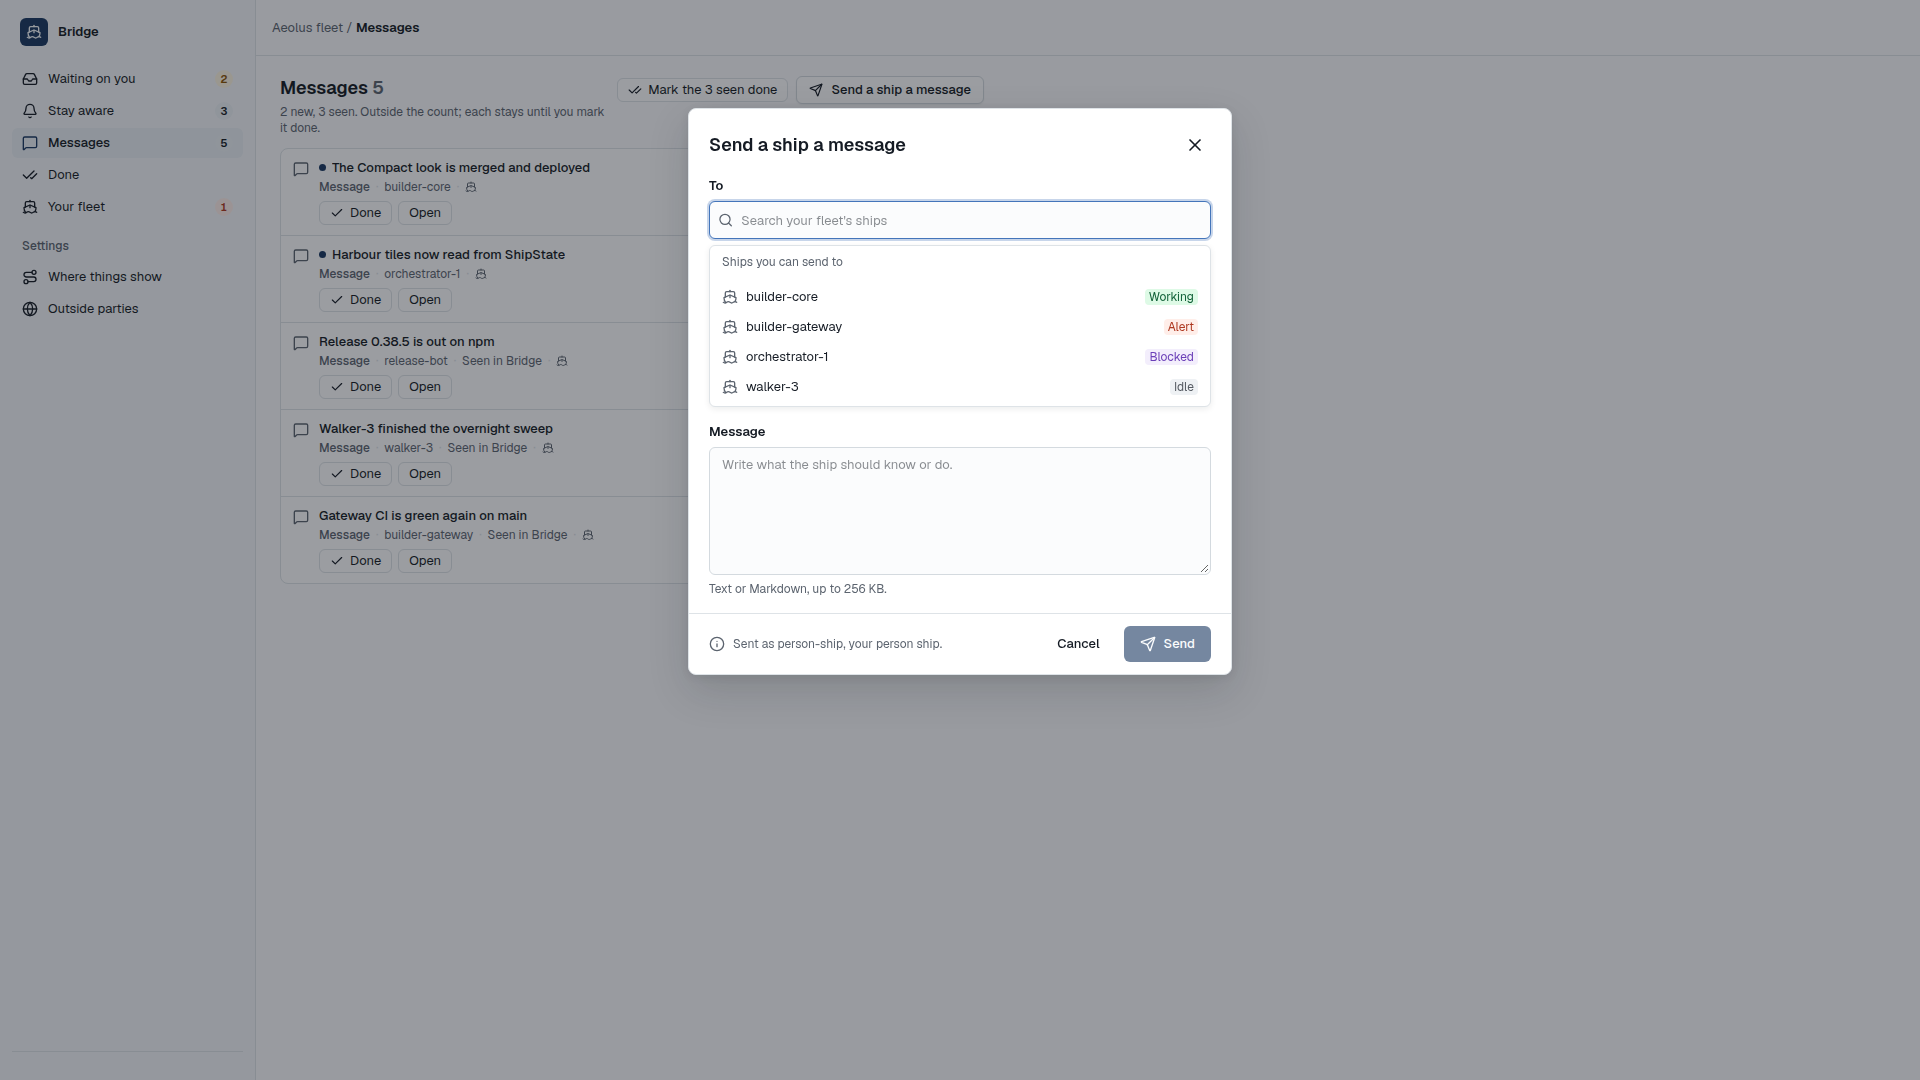 Bridge
Waiting on you 2
Stay aware 3
Messages 5
Done
Your fleet 1
Settings
Where things show
Outside parties
Aeolus fleet / Messages
Messages 5
2 new, 3 seen. Outside the count; each stays until you mark
it done.
Mark the 3 seen done
Send a ship a message
The Compact look is merged and deployed
Message · builder-core ·
Done Open
Harbour tiles now read from ShipState
Message · orchestrator-1 ·
Done Open
Release 0.38.5 is out on npm
Message · release-bot · Seen in Bridge ·
Done Open
Walker-3 finished the overnight sweep
Message · walker-3 · Seen in Bridge ·
Done Open
Gateway CI is green again on main
Message · builder-gateway · Seen in Bridge ·
Done Open
Send a ship a message
To
Search your fleet's ships
Ships you can send to
builder-core Working
builder-gateway Alert
orchestrator-1 Blocked
walker-3 Idle
Message
Write what the ship should know or do.
Text or Markdown, up to 256 KB.
Sent as person-ship, your person ship.
Cancel
Send